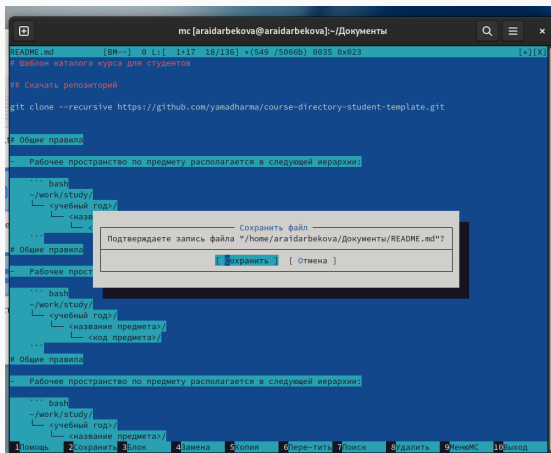 mc [araidarbekova@araidarbekova]:~/Документы
README.md [BM--] 0 L:[ 1+17 18/136] *(549 /5066b) 0035 0x023 [*][X]
# Шаблон каталога курса для студентов
## Скачать репозиторий
git clone --recursive https://github.com/yamadharma/course-directory-student-template.git
# Общие правила
- Рабочее пространство по предмету располагается в следующей иерархии:
``` bash
~/work/study/
└── <учебный год>/
└── <назв
└── <
```
Сохранить файл
Подтверждаете запись файла "/home/araidarbekova/Документы/README.md"?
[ Сохранить ] [ Отмена ]
# Общие правила
- Рабочее прост
``` bash
~/work/study/
└── <учебный год>/
└── <название предмета>/
└── <код предмета>/
```
# Общие правила
- Рабочее пространство по предмету располагается в следующей иерархии:
``` bash
~/work/study/
└── <учебный год>/
└── <название предмета>/
1Помощь 2Сохранить 3Блок 4Замена 5Копия 6Пере~тить 7Поиск 8Удалить 9МенюMC 10Выход